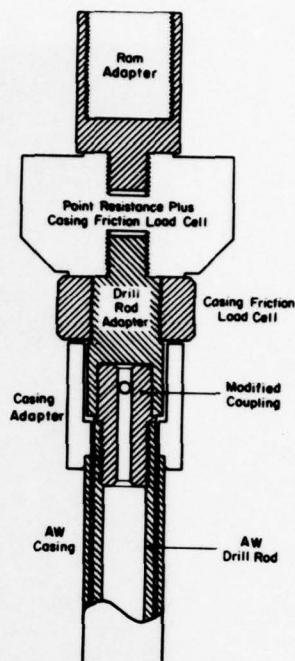 Ram
Adapter
Point Resistance Plus
Casing Friction Load Cell
Drill
Rod
Adapter
Casing Friction
Load Cell
Casing
Adapter
Modified
Coupling
AW
Casing
AW
Drill Rod